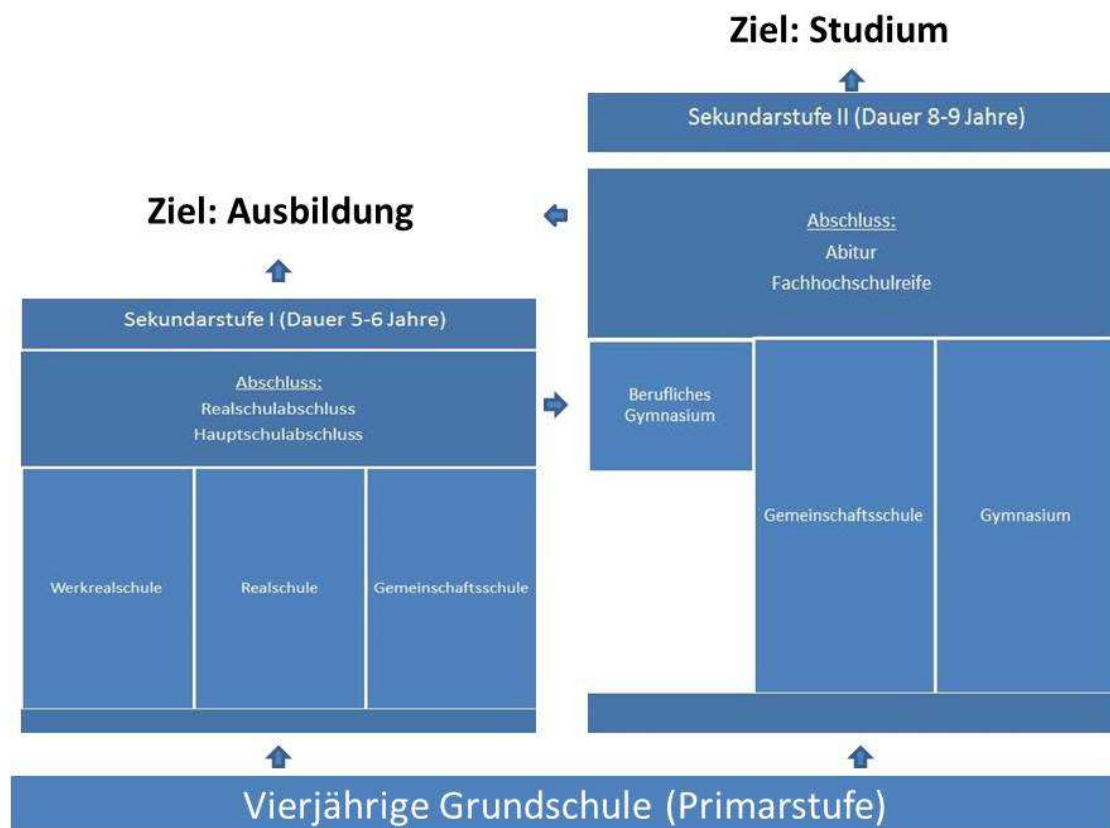 Ziel: Studium
Sekundarstufe II (Dauer 8-9 Jahre)
Abschluss:
Abitur
Fachhochschulreife
Berufliches
Gymnasium
Gemeinschaftsschule
Gymnasium
Ziel: Ausbildung
Sekundarstufe I (Dauer 5-6 Jahre)
Abschluss:
Realschulabschluss
Hauptschulabschluss
Werkrealschule
Realschule
Gemeinschaftsschule
Vierjährige Grundschule (Primarstufe)